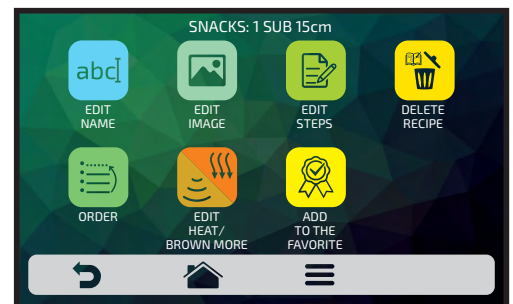 SNACKS: 1 SUB 15cm
abc
EDIT
NAME
EDIT
IMAGE
EDIT
STEPS
DELETE
RECIPE
ORDER
EDIT
HEAT/
BROWN MORE
ADD
TO THE
FAVORITE